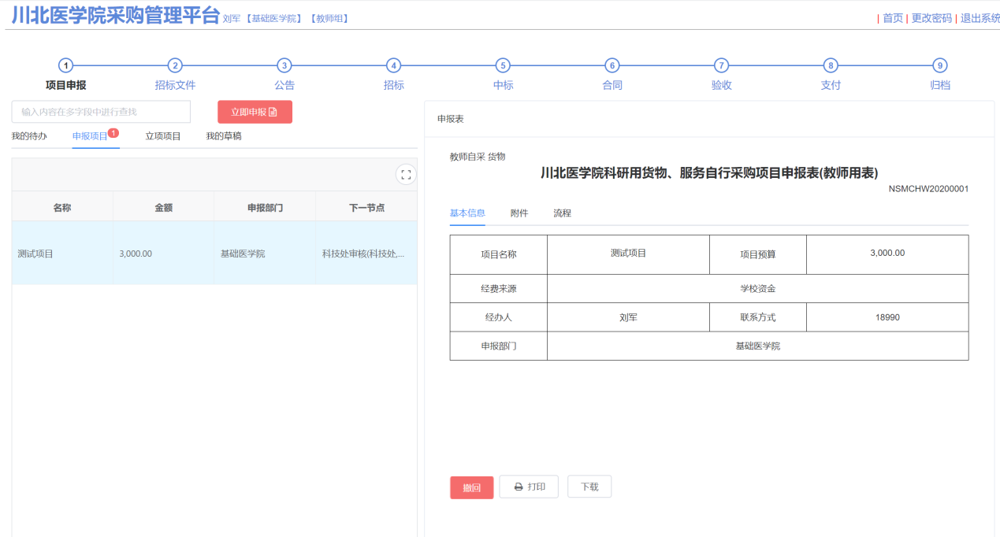 川北医学院采购管理平台 刘军 【基础医学院】 【教师组】 | 首页 | 更改密码 | 退出系统
1 2 3 4 5 6 7 8 9
项目申报 招标文件 公告 招标 中标 合同 验收 支付 归档
输入内容在多字段中进行查找 立即申报
我的待办 申报项目 1 立项项目 我的草稿
名称 金额 申报部门 下一节点
测试项目 3,000.00 基础医学院 科技处审核(科技处,...
申报表
教师自采 货物
川北医学院科研用货物、服务自行采购项目申报表(教师用表)
NSMCHW20200001
基本信息 附件 流程
项目名称 测试项目 项目预算 3,000.00
经费来源 学校资金
经办人 刘军 联系方式 18990
申报部门 基础医学院
撤回 打印 下载